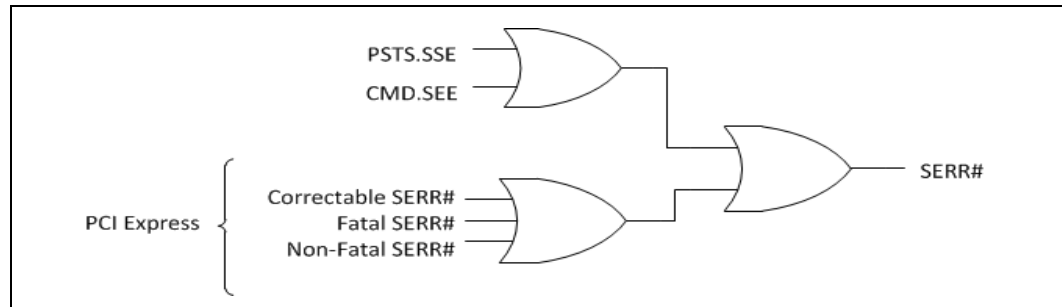 PSTS.SSE
CMD.SEE
SERR#
PCI Express
Correctable SERR#
Fatal SERR#
Non-Fatal SERR#